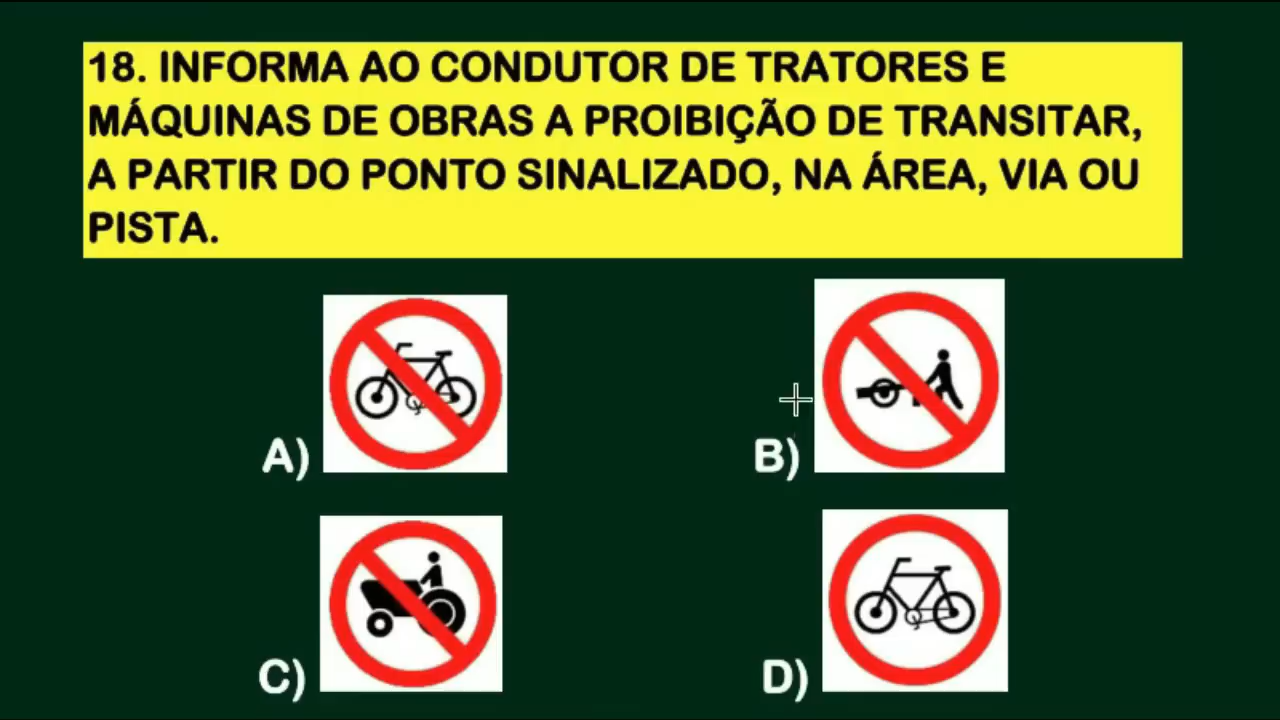 18. INFORMA AO CONDUTOR DE TRATORES E
MÁQUINAS DE OBRAS A PROIBIÇÃO DE TRANSITAR,
A PARTIR DO PONTO SINALIZADO, NA ÁREA, VIA OU
PISTA.
A)
B)
C)
D)